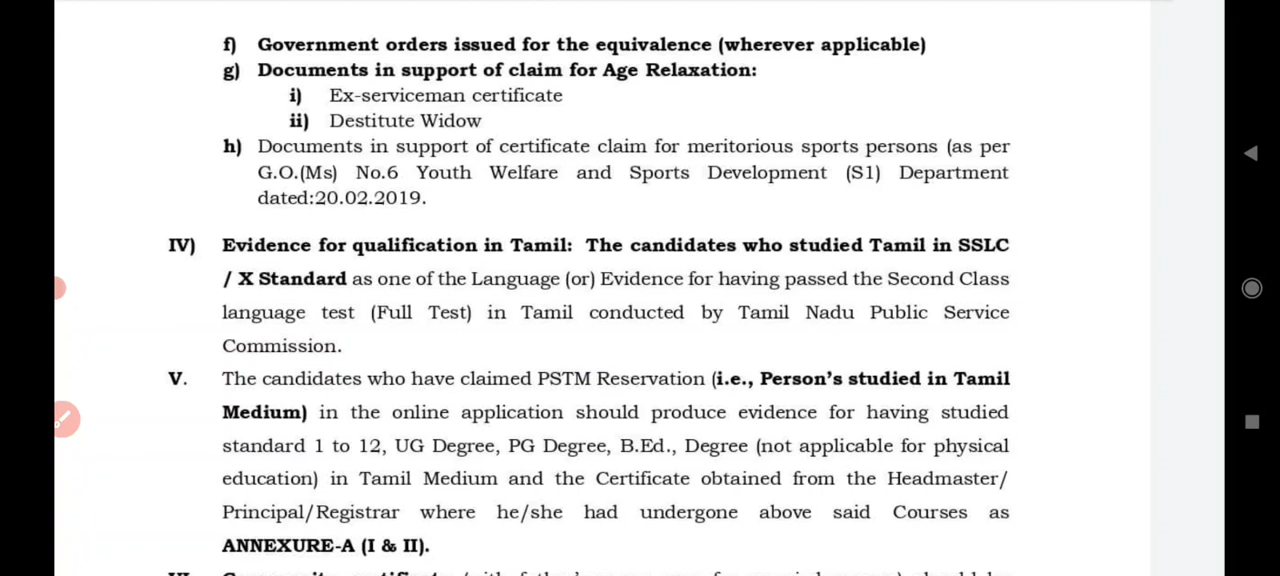 f) Government orders issued for the equivalence (wherever applicable)
g) Documents in support of claim for Age Relaxation:
i) Ex-serviceman certificate
ii) Destitute Widow
h) Documents in support of certificate claim for meritorious sports persons (as per
G.O.(Ms) No.6 Youth Welfare and Sports Development (S1) Department
dated:20.02.2019.
IV) Evidence for qualification in Tamil: The candidates who studied Tamil in SSLC
/ X Standard as one of the Language (or) Evidence for having passed the Second Class
language test (Full Test) in Tamil conducted by Tamil Nadu Public Service
Commission.
V. The candidates who have claimed PSTM Reservation (i.e., Person's studied in Tamil
Medium) in the online application should produce evidence for having studied
standard 1 to 12, UG Degree, PG Degree, B.Ed., Degree (not applicable for physical
education) in Tamil Medium and the Certificate obtained from the Headmaster/
Principal/Registrar where he/she had undergone above said Courses as
ANNEXURE-A (I & II).